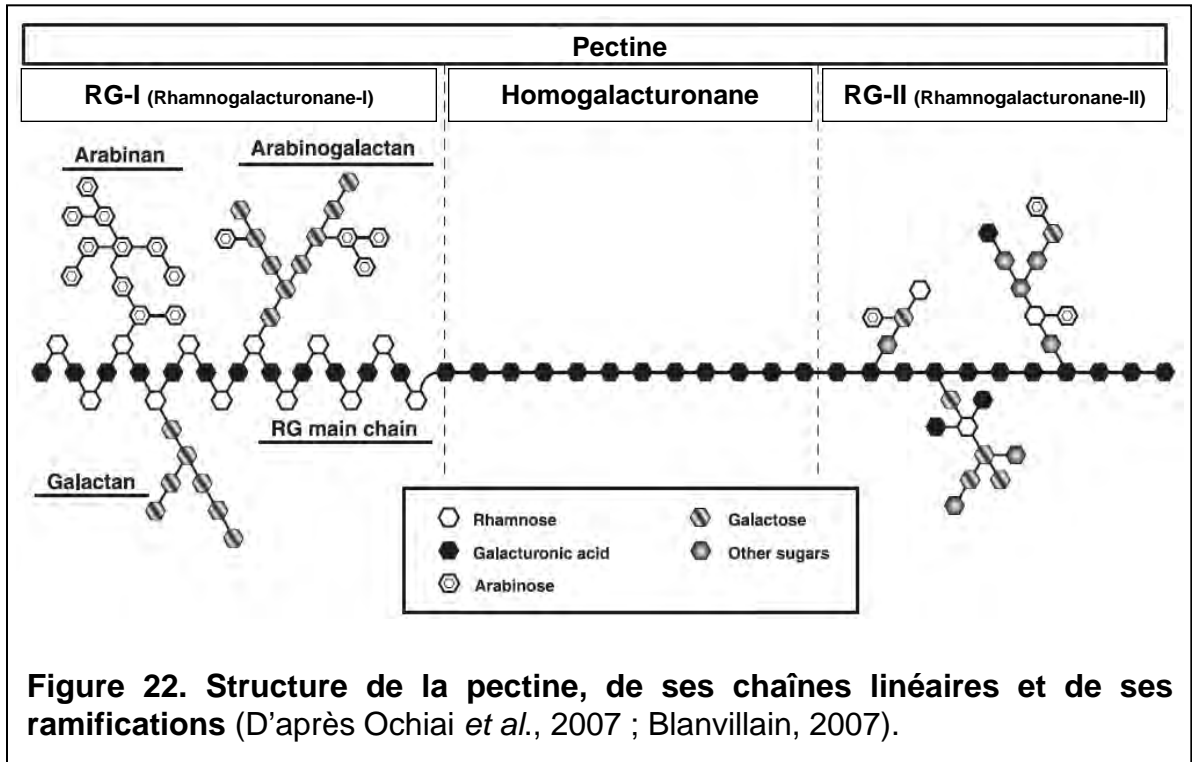 Pectine
RG-I (Rhamnogalacturonane-I)
Homogalacturonane
RG-II (Rhamnogalacturonane-II)
Arabinan
Arabinogalactan
RG main chain
Galactan
Rhamnose
Galactose
Galacturonic acid
Other sugars
Arabinose
Figure 22. Structure de la pectine, de ses chaînes linéaires et de ses
ramifications (D'après Ochiai et al., 2007 ; Blanvillain, 2007).